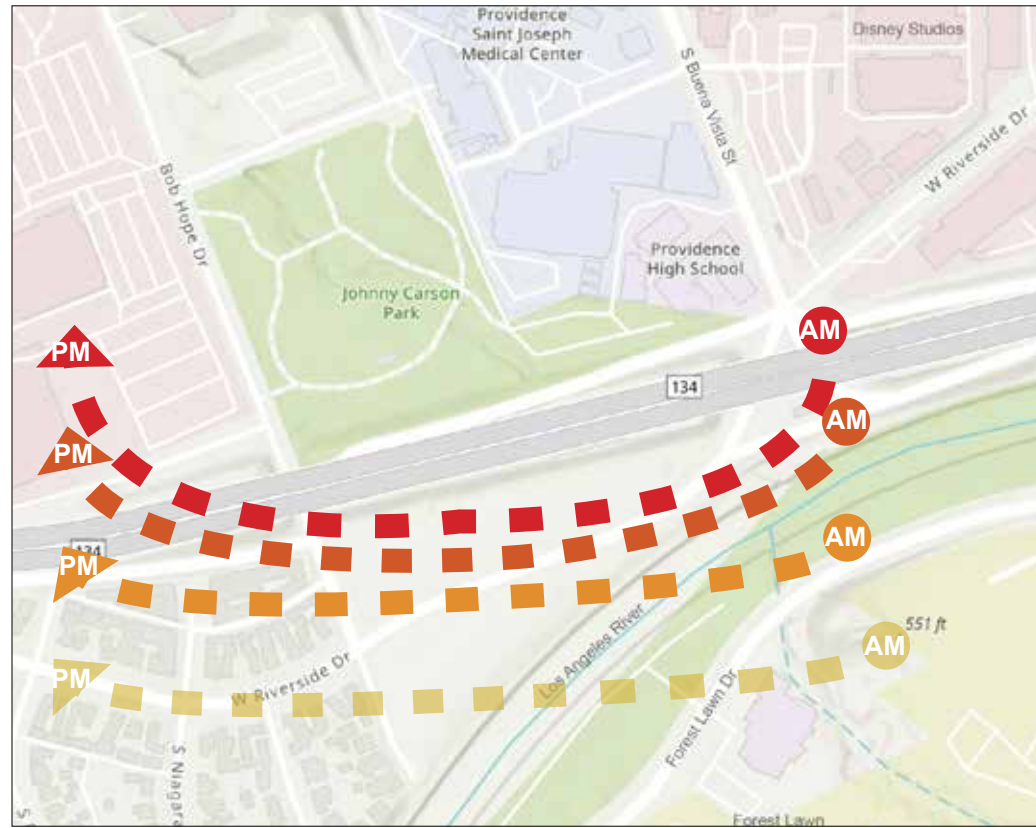 Providence
Saint Joseph
Medical Center
Disney Studios
S Buena Vista St
W Riverside Dr
Bob Hope Dr
Providence
High School
Johnny Carson
Park
AM
PM
134
AM
PM
134
AM
PM
551 ft
AM
PM
Los Angeles River
W Riverside Dr
Forest Lawn Dr
S Niagara
S
Forest Lawn